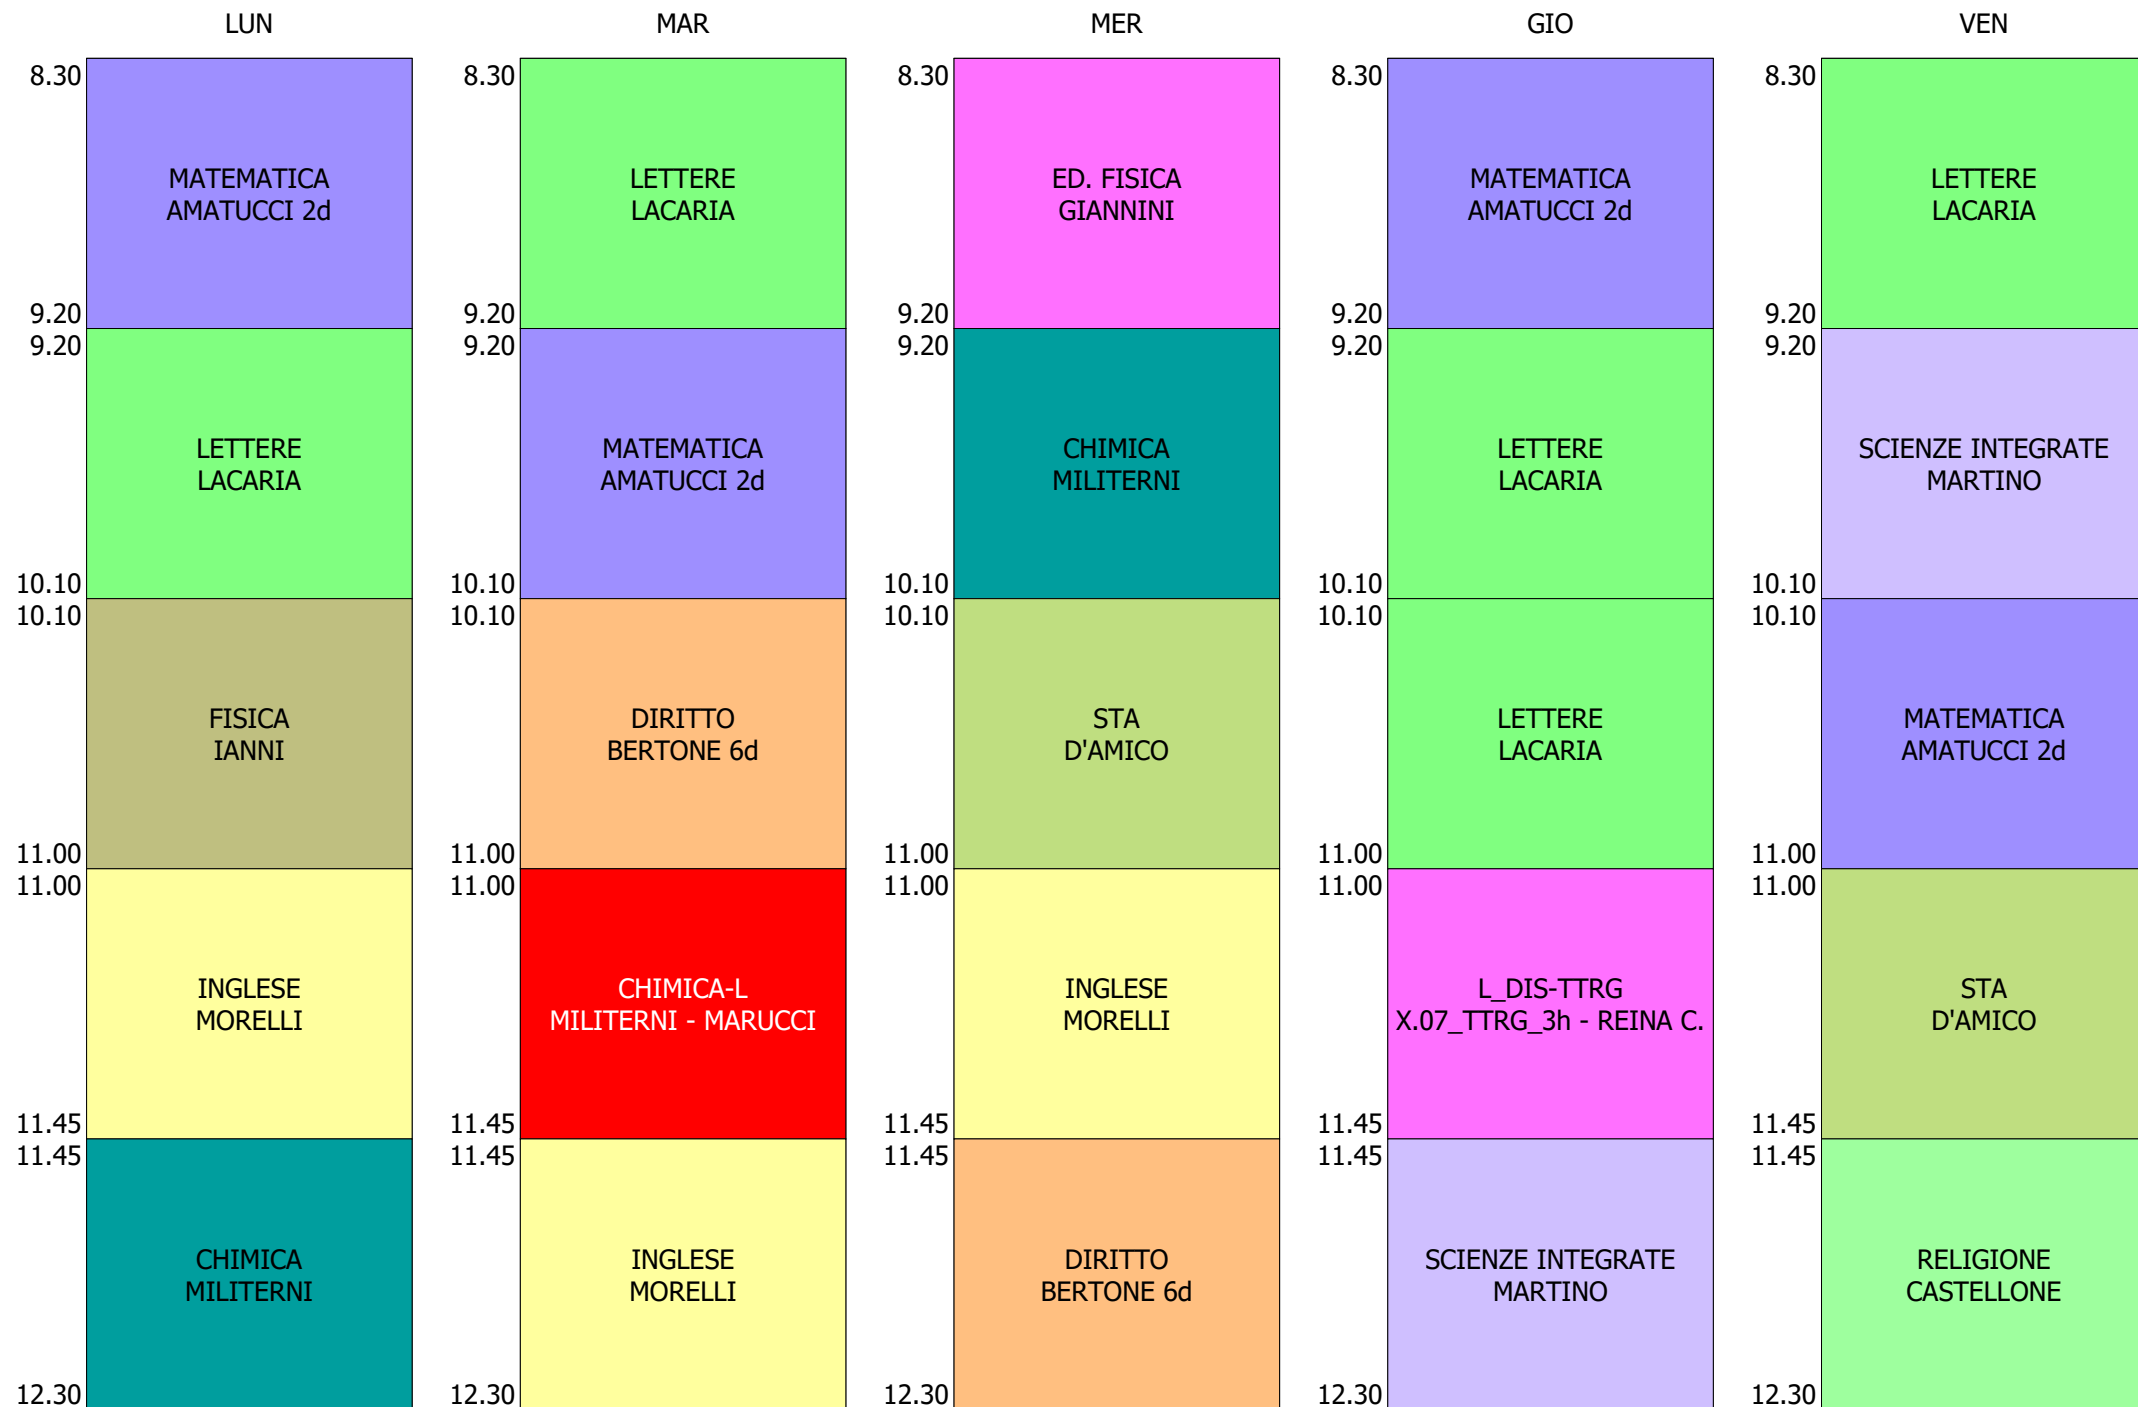 LUN
MAR
MER
GIO
VEN
8.30
MATEMATICA
AMATUCCI 2d
9.20
8.30
LETTERE
LACARIA
9.20
8.30
ED. FISICA
GIANNINI
9.20
8.30
MATEMATICA
AMATUCCI 2d
9.20
8.30
LETTERE
LACARIA
9.20
9.20
LETTERE
LACARIA
10.10
9.20
MATEMATICA
AMATUCCI 2d
10.10
9.20
CHIMICA
MILITERNI
10.10
9.20
LETTERE
LACARIA
10.10
9.20
SCIENZE INTEGRATE
MARTINO
10.10
10.10
FISICA
IANNI
11.00
10.10
DIRITTO
BERTONE 6d
11.00
10.10
STA
D'AMICO
11.00
10.10
LETTERE
LACARIA
11.00
10.10
MATEMATICA
AMATUCCI 2d
11.00
11.00
INGLESE
MORELLI
11.45
11.00
CHIMICA-L
MILITERNI - MARUCCI
11.45
11.00
INGLESE
MORELLI
11.45
11.00
L_DIS-TTRG
X.07_TTRG_3h - REINA C.
11.45
11.00
STA
D'AMICO
11.45
11.45
CHIMICA
MILITERNI
12.30
11.45
INGLESE
MORELLI
12.30
11.45
DIRITTO
BERTONE 6d
12.30
11.45
SCIENZE INTEGRATE
MARTINO
12.30
11.45
RELIGIONE
CASTELLONE
12.30